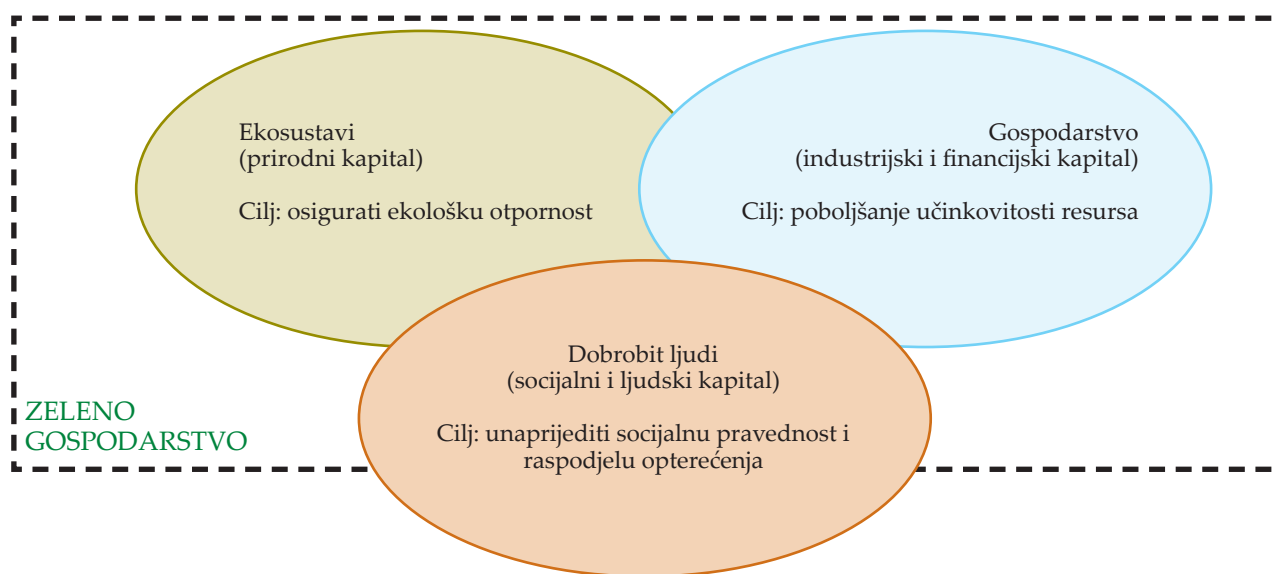 Ekosustavi
(prirodni kapital)
Cilj: osigurati ekološku otpornost
Gospodarstvo
(industrijski i financijski kapital)
Cilj: poboljšanje učinkovitosti resursa
Dobrobit ljudi
(socijalni i ljudski kapital)
Cilj: unaprijediti socijalnu pravednost i
raspodjelu opterećenja
ZELENO
GOSPODARSTVO